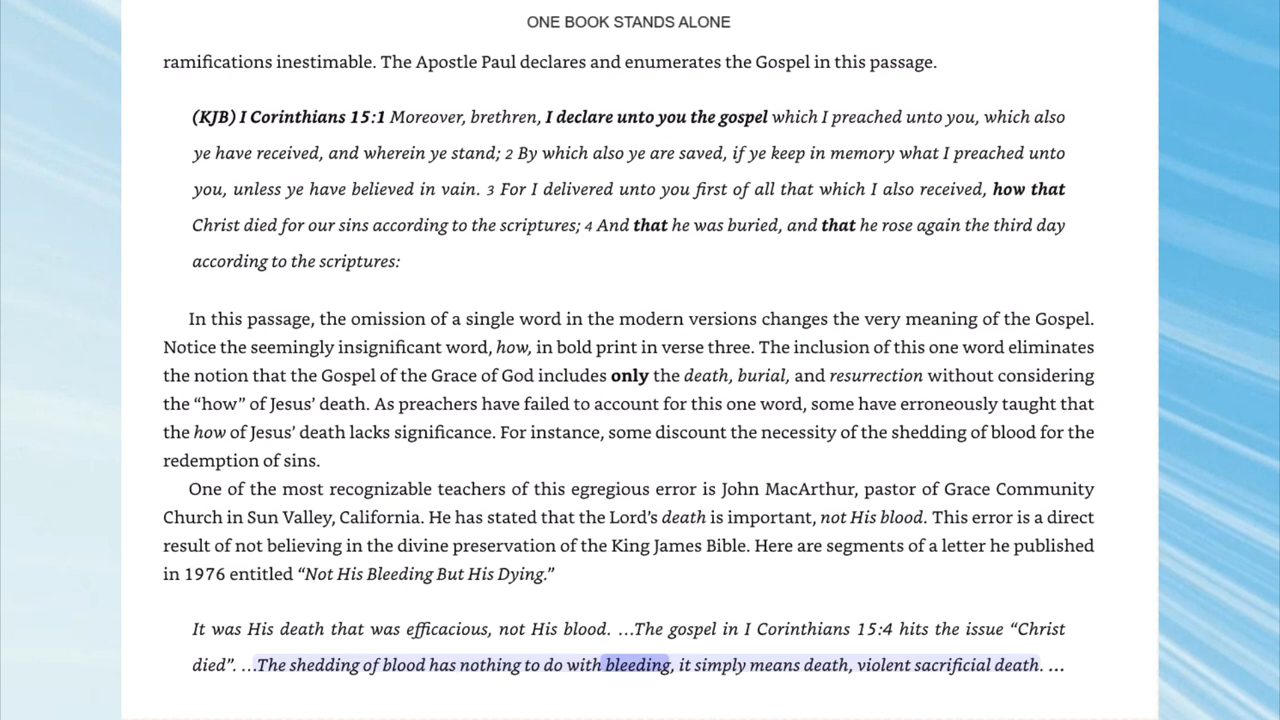 ONE BOOK STANDS ALONE
ramifications inestimable. The Apostle Paul declares and enumerates the Gospel in this passage.
(KJB) I Corinthians 15:1 Moreover, brethren, I declare unto you the gospel which I preached unto you, which also
ye have received, and wherein ye stand; 2 By which also ye are saved, if ye keep in memory what I preached unto
you, unless ye have believed in vain. 3 For I delivered unto you first of all that which I also received, how that
Christ died for our sins according to the scriptures; 4 And that he was buried, and that he rose again the third day
according to the scriptures:
In this passage, the omission of a single word in the modern versions changes the very meaning of the Gospel.
Notice the seemingly insignificant word, how, in bold print in verse three. The inclusion of this one word eliminates
the notion that the Gospel of the Grace of God includes only the death, burial, and resurrection without considering
the “how” of Jesus’ death. As preachers have failed to account for this one word, some have erroneously taught that
the how of Jesus’ death lacks significance. For instance, some discount the necessity of the shedding of blood for the
redemption of sins.
One of the most recognizable teachers of this egregious error is John MacArthur, pastor of Grace Community
Church in Sun Valley, California. He has stated that the Lord’s death is important, not His blood. This error is a direct
result of not believing in the divine preservation of the King James Bible. Here are segments of a letter he published
in 1976 entitled “Not His Bleeding But His Dying.”
It was His death that was efficacious, not His blood. …The gospel in I Corinthians 15:4 hits the issue “Christ
died”. …The shedding of blood has nothing to do with bleeding, it simply means death, violent sacrificial death. …